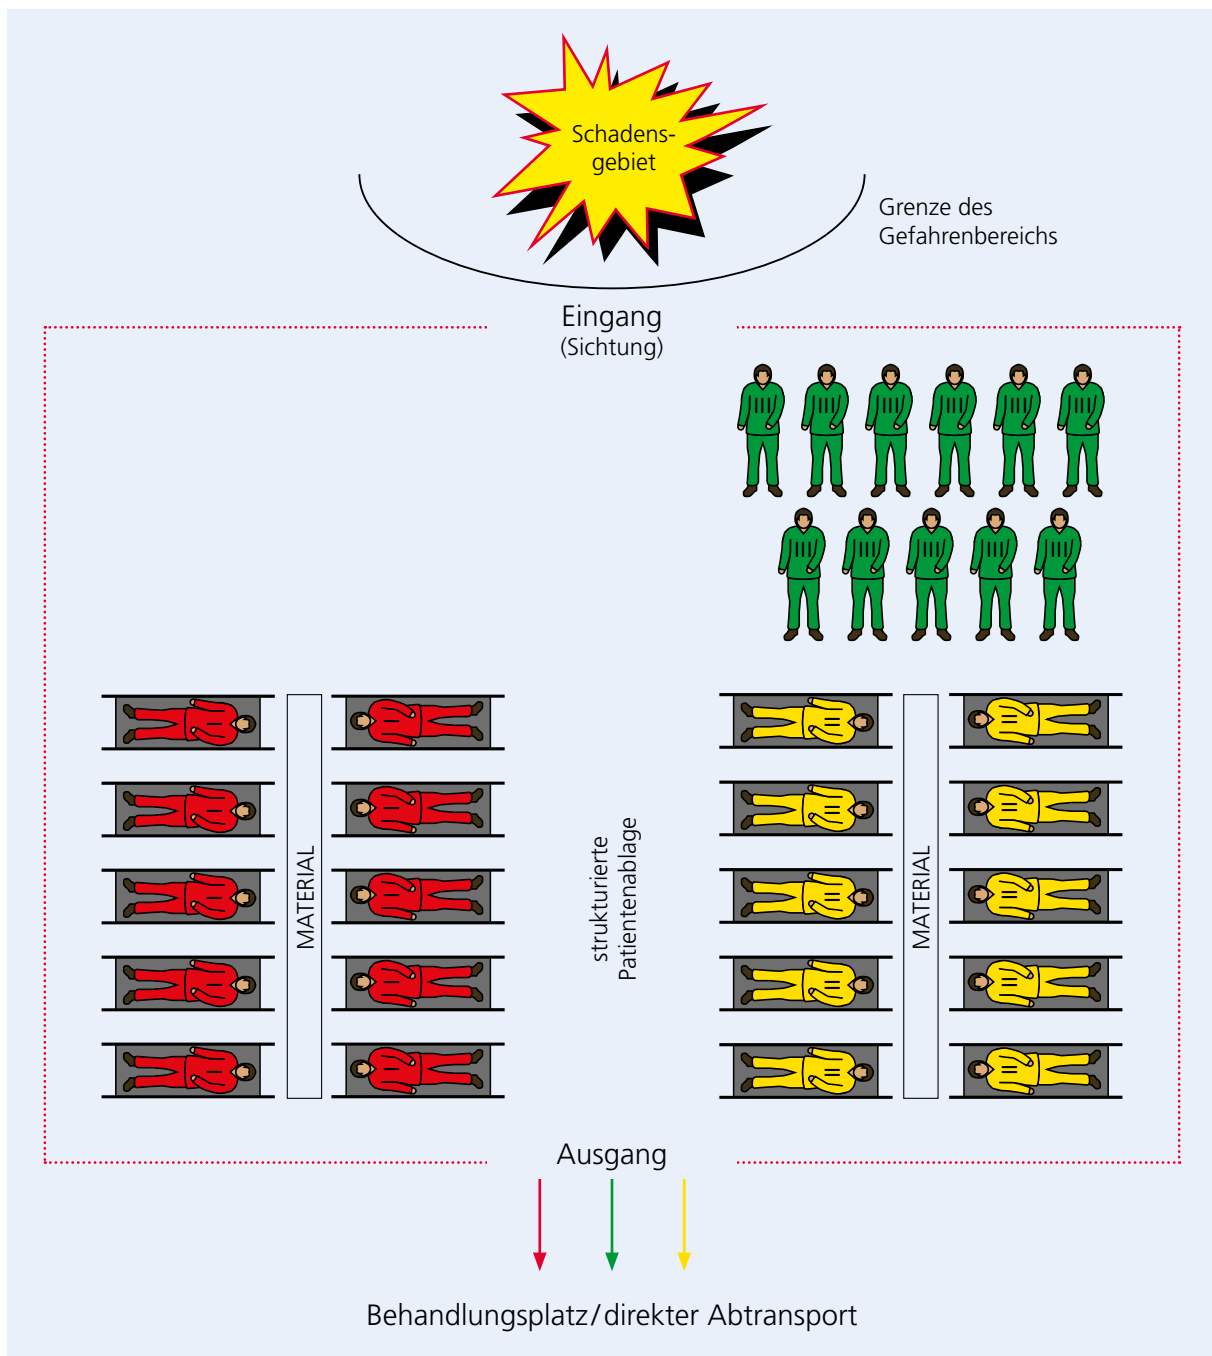 Schadens-
gebiet
Grenze des
Gefahrenbereichs
Eingang
(Sichtung)
MATERIAL
strukturierte
Patientenablage
MATERIAL
Ausgang
Behandlungsplatz/direkter Abtransport